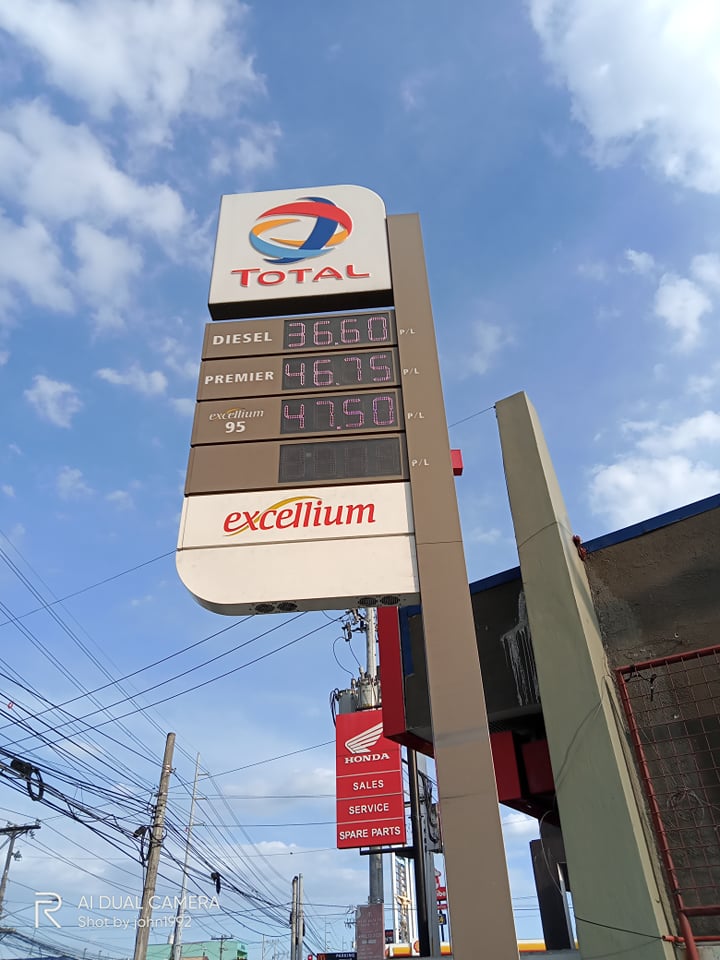 TOTAL
DIESEL 36.60 P/L
PREMIER 46.75 P/L
excellium 95 47.50 P/L
P/L
excellium
HONDA
SALES
SERVICE
SPARE PARTS
PARKING
AI DUAL CAMERA
Shot by john1992